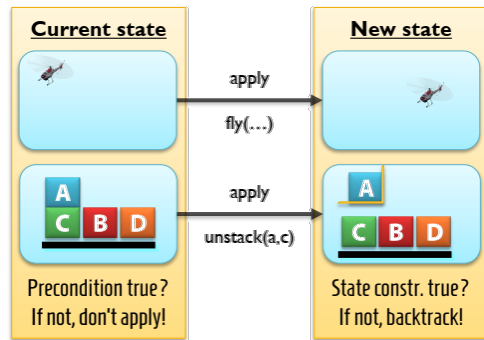 Current state
New state
apply
fly(...)
A
C B D
apply
unstack(a,c)
A
C B D
Precondition true?
If not, don't apply!
State constr. true?
If not, backtrack!